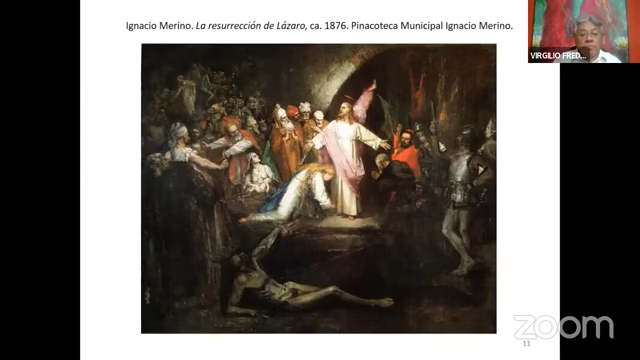 Ignacio Merino. La resurrección de Lázaro, ca. 1876. Pinacoteca Municipal Ignacio Merino.
VIRGILIO FRED...
zoom
11